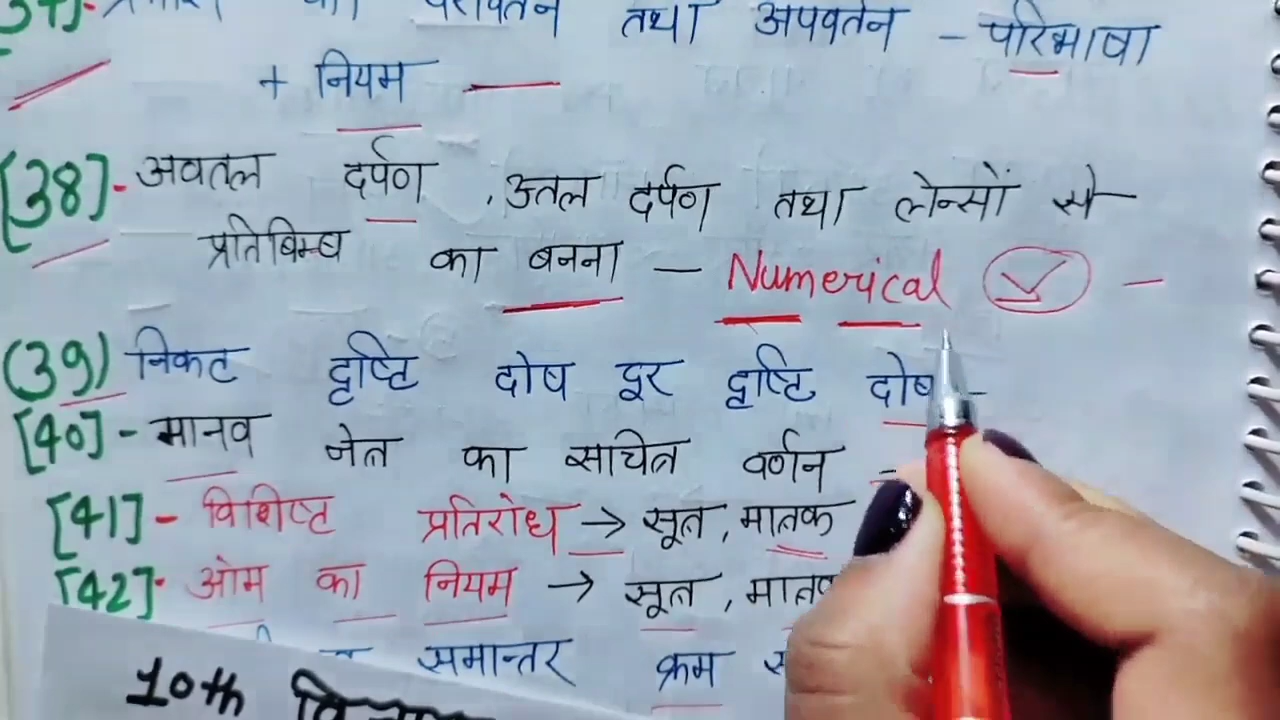 तथा अपवर्तन - परिभाषा
+ नियम —
[38]- अवतल दर्पण , उत्तल दर्पण तथा लेन्सों से
प्रतिबिम्ब का बनना — Numerical ✓ -
(39) निकट दृष्टि दोष दूर दृष्टि दोष -
[40] - मानव नेत्र का सचित्र वर्णन -
[41] - विशिष्ट प्रतिरोध → सूत्र, मात्रक
[42]- ओम का नियम → सूत्र,
समान्तर क्रम
10th